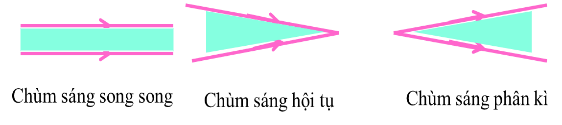 Chùm sáng song song
Chùm sáng hội tụ
Chùm sáng phân kì